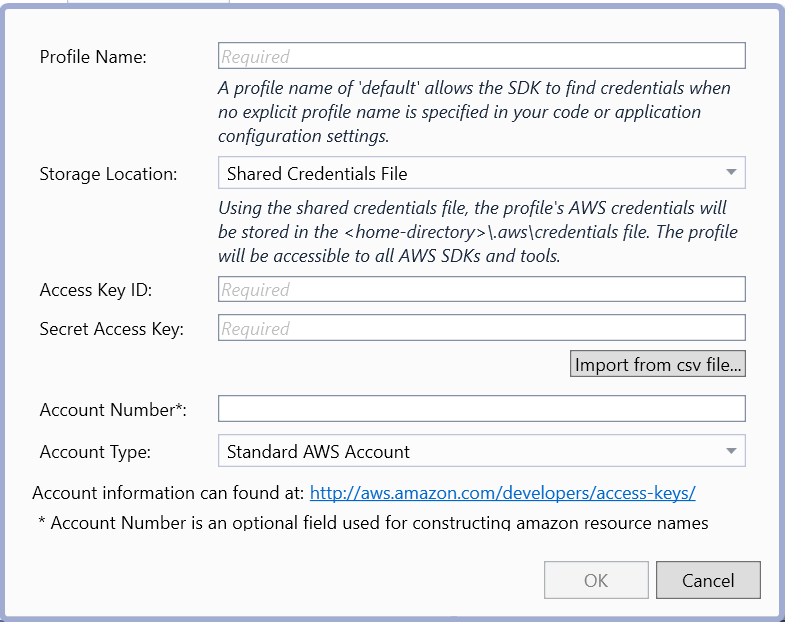 Profile Name: Required
A profile name of 'default' allows the SDK to find credentials when
no explicit profile name is specified in your code or application
configuration settings.
Storage Location: Shared Credentials File
Using the shared credentials file, the profile's AWS credentials will
be stored in the <home-directory>\.aws\credentials file. The profile
will be accessible to all AWS SDKs and tools.
Access Key ID: Required
Secret Access Key: Required
Import from csv file...
Account Number*:
Account Type: Standard AWS Account
Account information can found at: http://aws.amazon.com/developers/access-keys/
* Account Number is an optional field used for constructing amazon resource names
OK Cancel